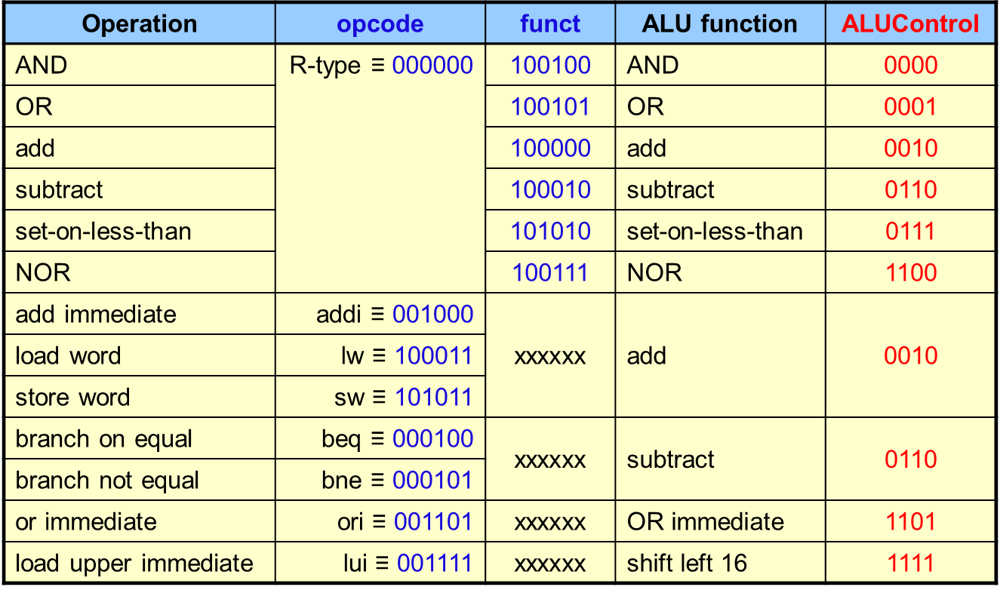 Operation opcode funct ALU function ALUControl
AND R-type ≡ 000000 100100 AND 0000
OR 100101 OR 0001
add 100000 add 0010
subtract 100010 subtract 0110
set-on-less-than 101010 set-on-less-than 0111
NOR 100111 NOR 1100
add immediate addi ≡ 001000
load word lw ≡ 100011 xxxxxx add 0010
store word sw ≡ 101011
branch on equal beq ≡ 000100
xxxxxx subtract 0110
branch not equal bne ≡ 000101
or immediate ori ≡ 001101 xxxxxx OR immediate 1101
load upper immediate lui ≡ 001111 xxxxxx shift left 16 1111